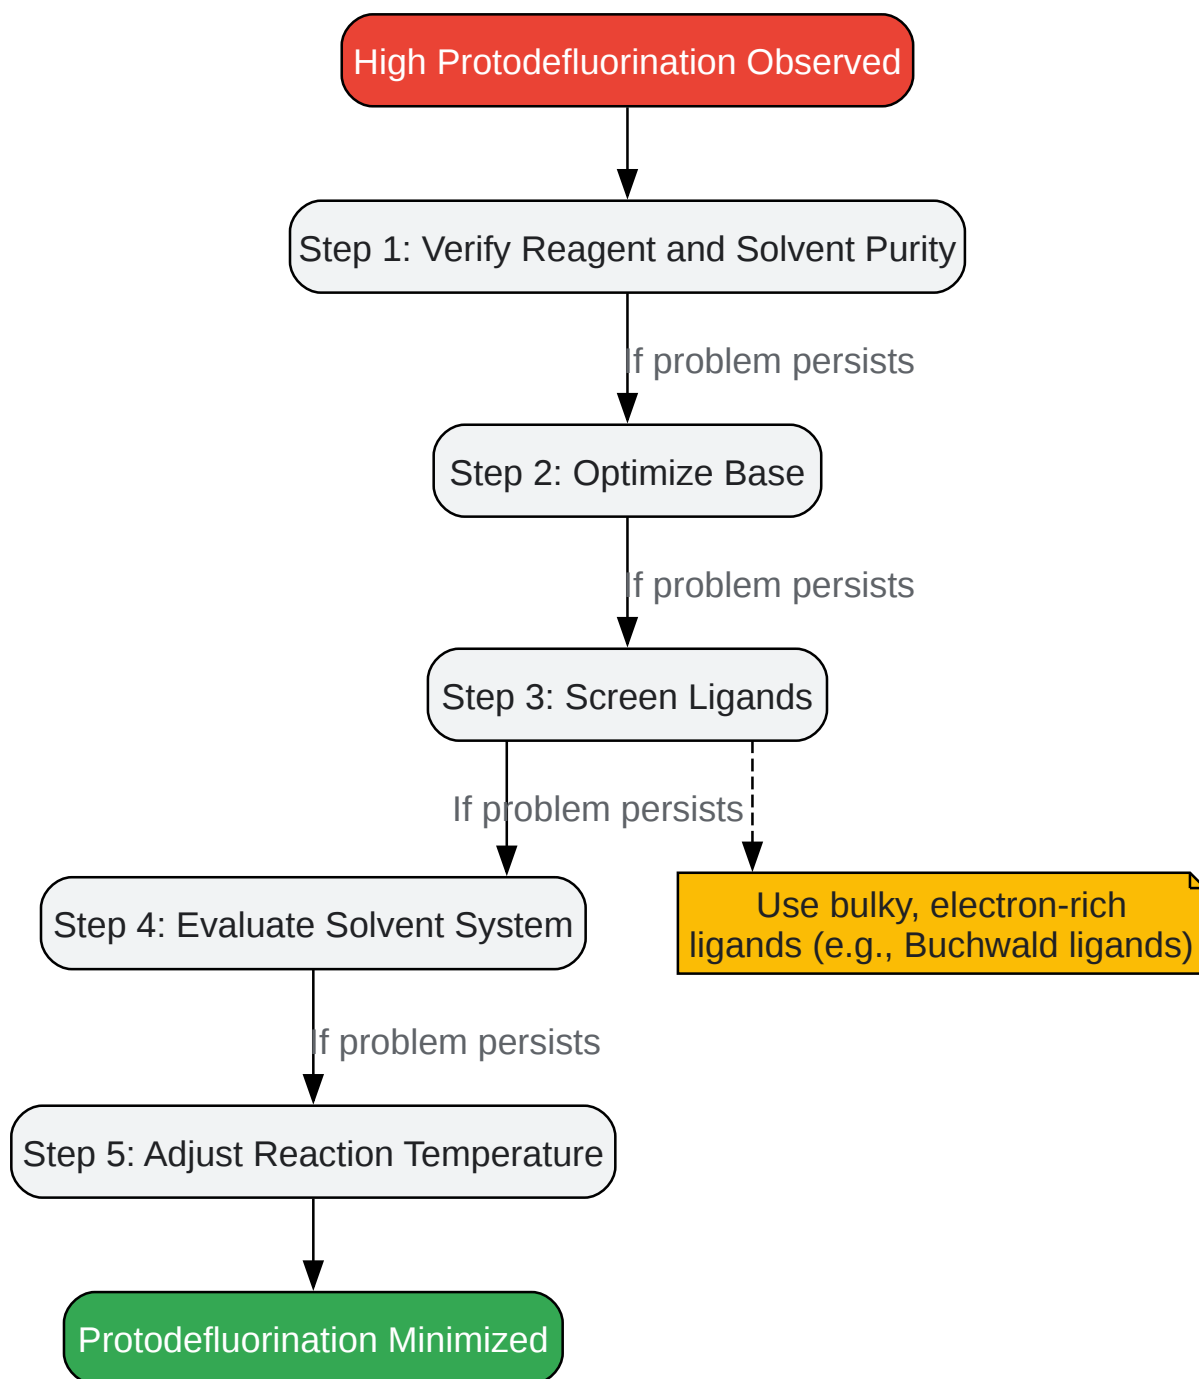 High Protodefluorination Observed
Step 1: Verify Reagent and Solvent Purity
If problem persists
Step 2: Optimize Base
If problem persists
Step 3: Screen Ligands
If problem persists
Step 4: Evaluate Solvent System
Use bulky, electron-rich
ligands (e.g., Buchwald ligands)
If problem persists
Step 5: Adjust Reaction Temperature
Protodefluorination Minimized